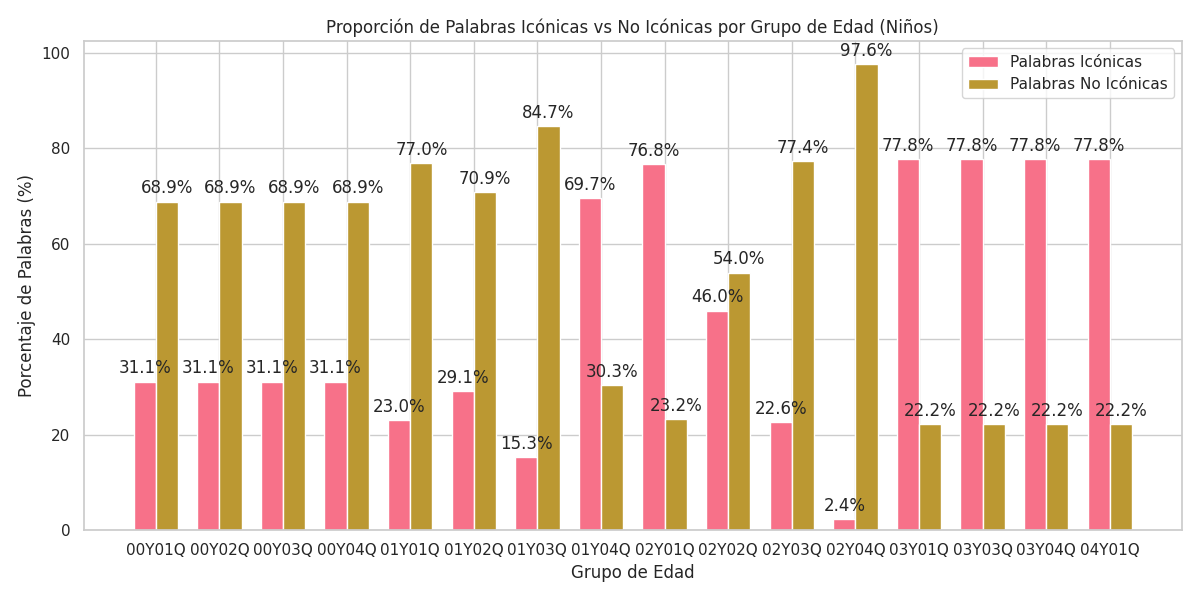 Proporción de Palabras Icónicas vs No Icónicas por Grupo de Edad (Niños)
Palabras Icónicas
Palabras No Icónicas
Porcentaje de Palabras (%)
100
80
60
40
20
0
31.1% 31.1% 31.1% 31.1% 23.0% 29.1% 15.3% 69.7% 76.8% 46.0% 22.6% 2.4% 77.8% 77.8% 77.8% 77.8%
68.9% 68.9% 68.9% 68.9% 77.0% 70.9% 84.7% 30.3% 23.2% 54.0% 77.4% 97.6% 22.2% 22.2% 22.2% 22.2%
00Y01Q 00Y02Q 00Y03Q 00Y04Q 01Y01Q 01Y02Q 01Y03Q 01Y04Q 02Y01Q 02Y02Q 02Y03Q 02Y04Q 03Y01Q 03Y03Q 03Y04Q 04Y01Q
Grupo de Edad